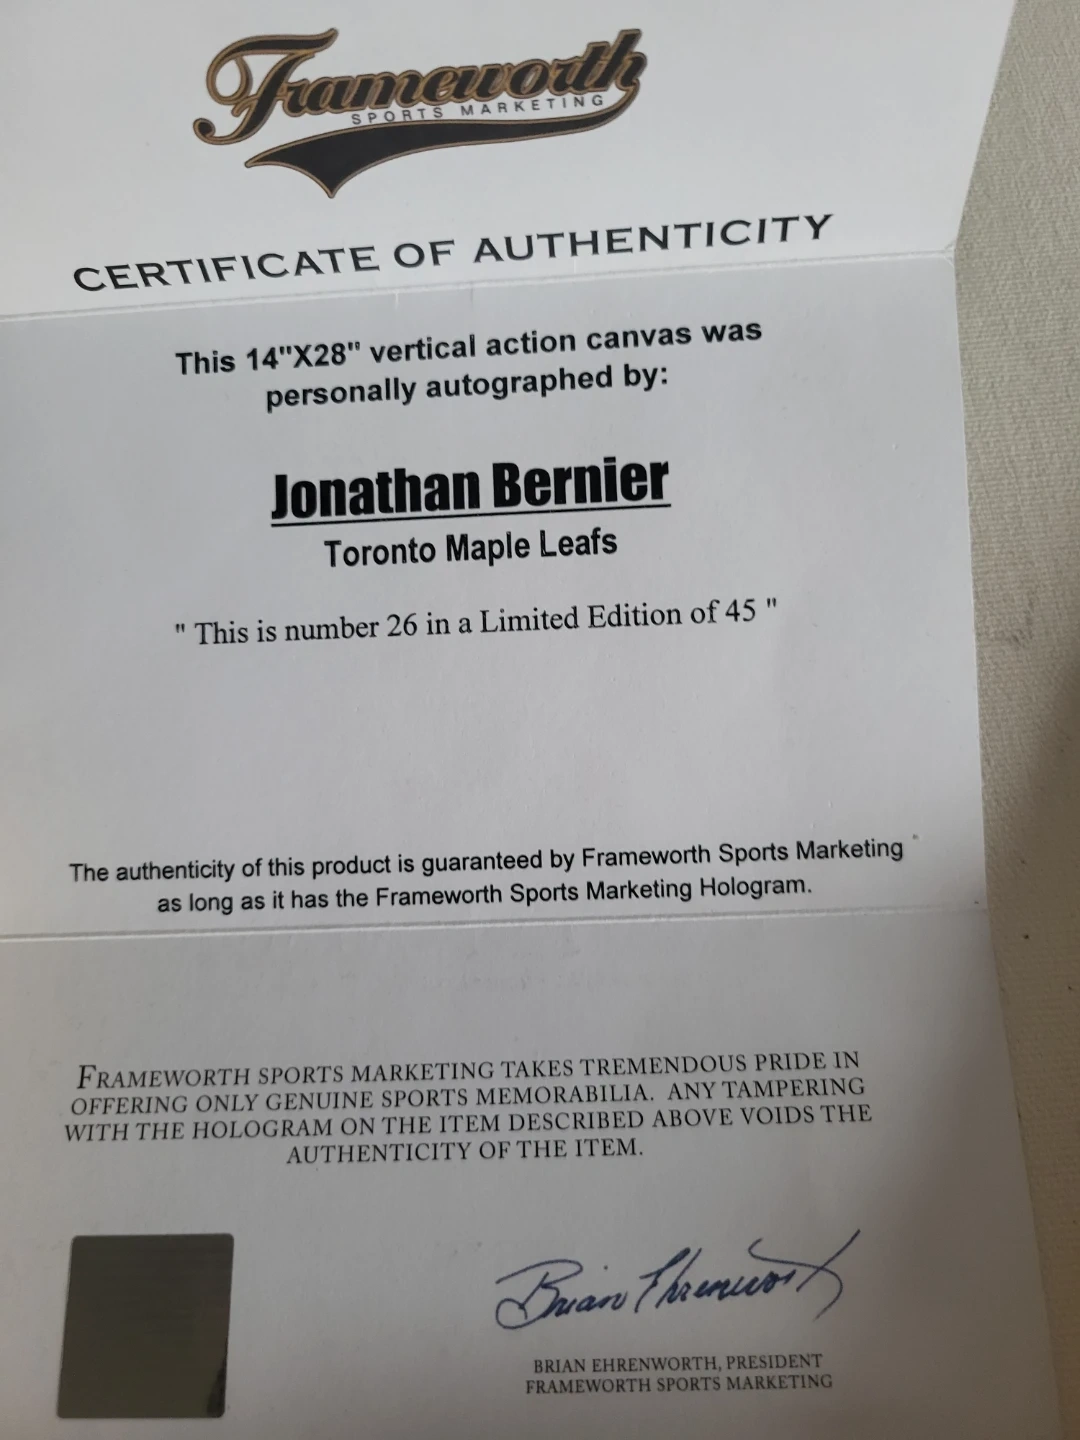 Frameworth
SPORTS MARKETING
CERTIFICATE OF AUTHENTICITY
This 14"X28" vertical action canvas was
personally autographed by:
Jonathan Bernier
Toronto Maple Leafs
" This is number 26 in a Limited Edition of 45 "
The authenticity of this product is guaranteed by Frameworth Sports Marketing
as long as it has the Frameworth Sports Marketing Hologram.
FRAMEWORTH SPORTS MARKETING TAKES TREMENDOUS PRIDE IN
OFFERING ONLY GENUINE SPORTS MEMORABILIA. ANY TAMPERING
WITH THE HOLOGRAM ON THE ITEM DESCRIBED ABOVE VOIDS THE
AUTHENTICITY OF THE ITEM.
Brian Ehrenworth
BRIAN EHRENWORTH, PRESIDENT
FRAMEWORTH SPORTS MARKETING